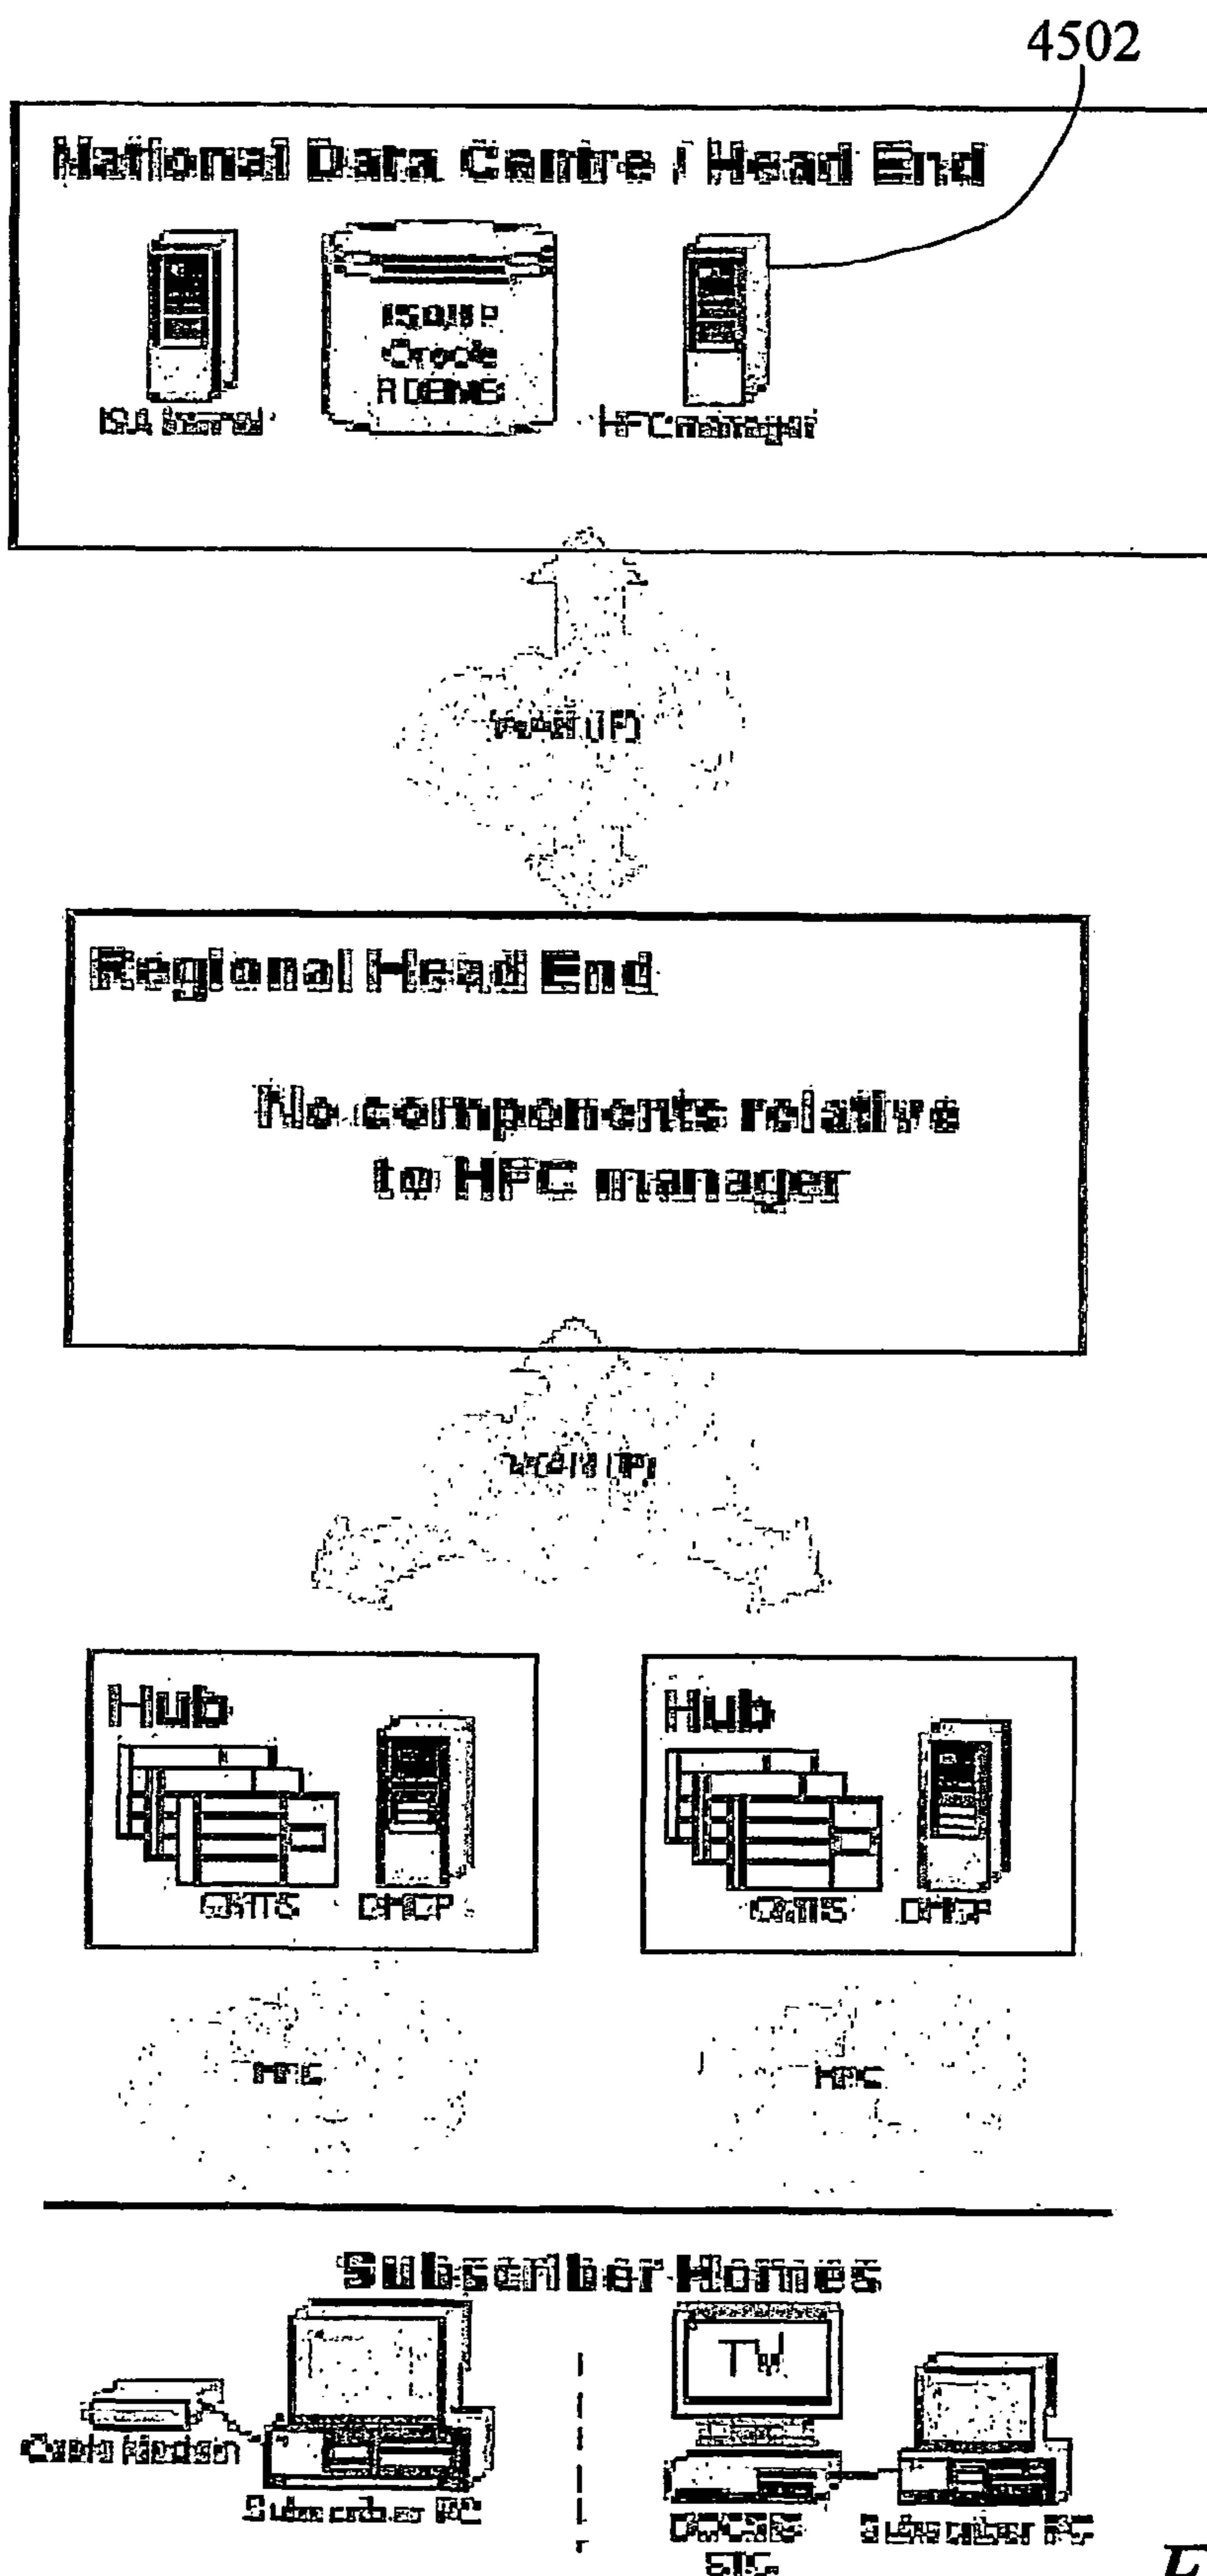 4502
National Data Centre / Head End
Oracle
HFC manager
WAN (IP)
Regional Head End
No components relative
to HFC manager
WAN (IP)
Hub
Hub
CMTS
DHCP
CMTS
DHCP
HFC
HFC
Subscriber Homes
TV
Cable Modem
Subscriber PC
Subscriber PC
STB